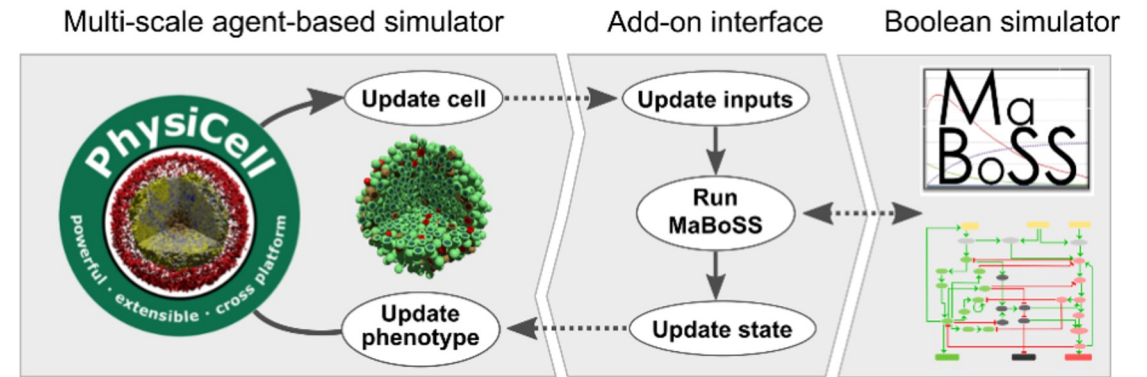 Multi-scale agent-based simulator
Add-on interface
Boolean simulator
PhysiCell
powerful · extensible · cross platform
Update cell
Update phenotype
Update inputs
Run
MaBoSS
Update state
Ma
BoSS